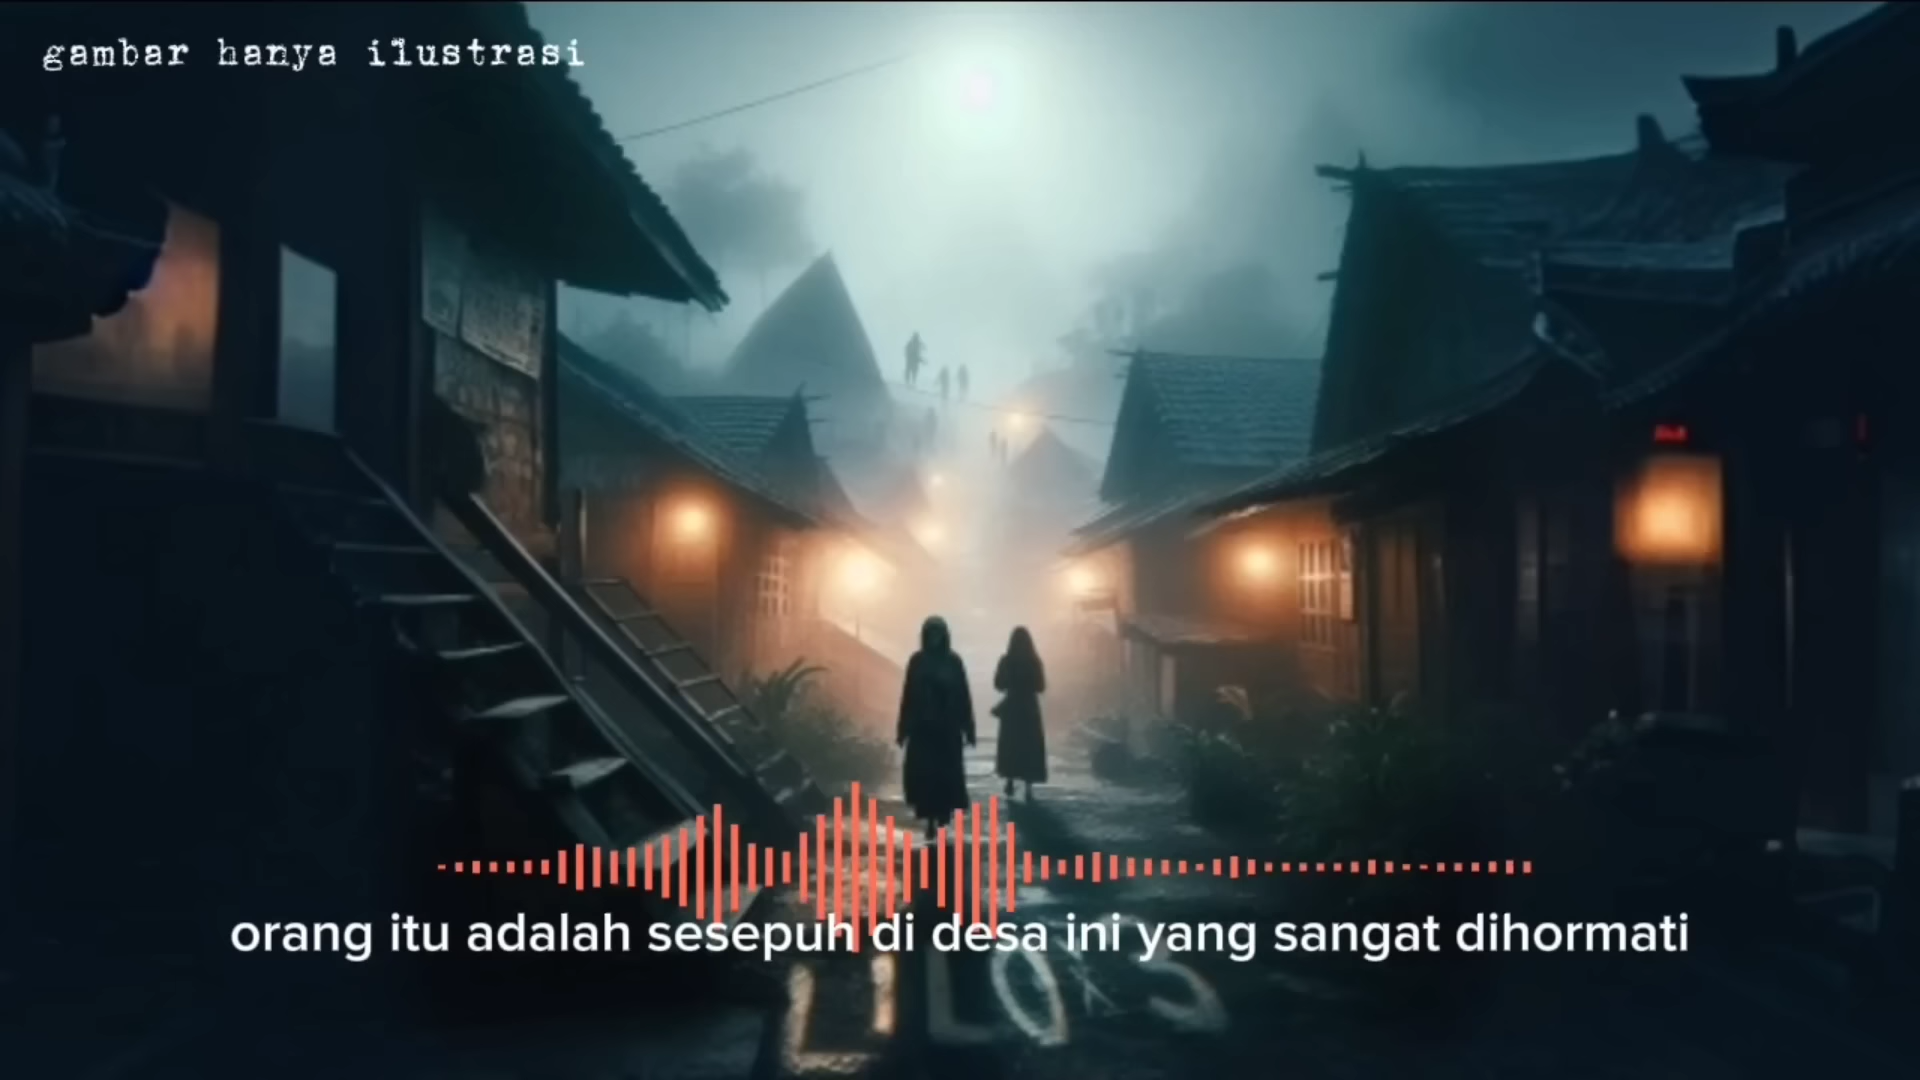 gambar hanya ilustrasi
orang itu adalah sesepuh di desa ini yang sangat dihormati